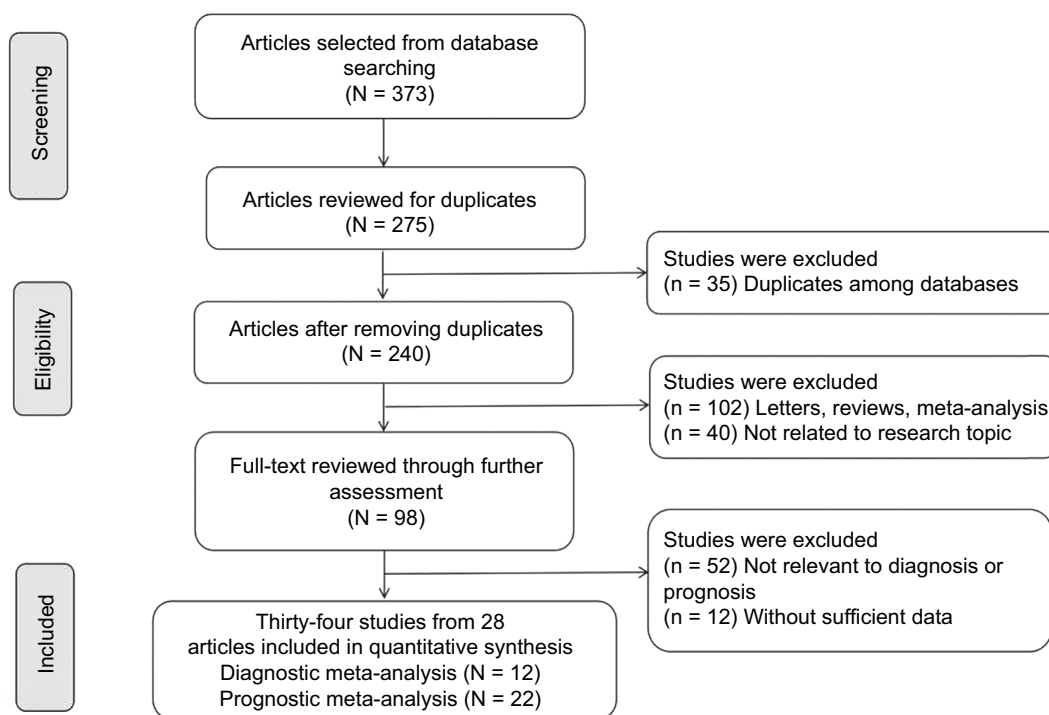 Screening
Articles selected from database
searching
(N = 373)
Articles reviewed for duplicates
(N = 275)
Studies were excluded
(n = 35) Duplicates among databases
Eligibility
Articles after removing duplicates
(N = 240)
Studies were excluded
(n = 102) Letters, reviews, meta-analysis
(n = 40) Not related to research topic
Full-text reviewed through further
assessment
(N = 98)
Studies were excluded
(n = 52) Not relevant to diagnosis or
prognosis
(n = 12) Without sufficient data
Included
Thirty-four studies from 28
articles included in quantitative synthesis
Diagnostic meta-analysis (N = 12)
Prognostic meta-analysis (N = 22)